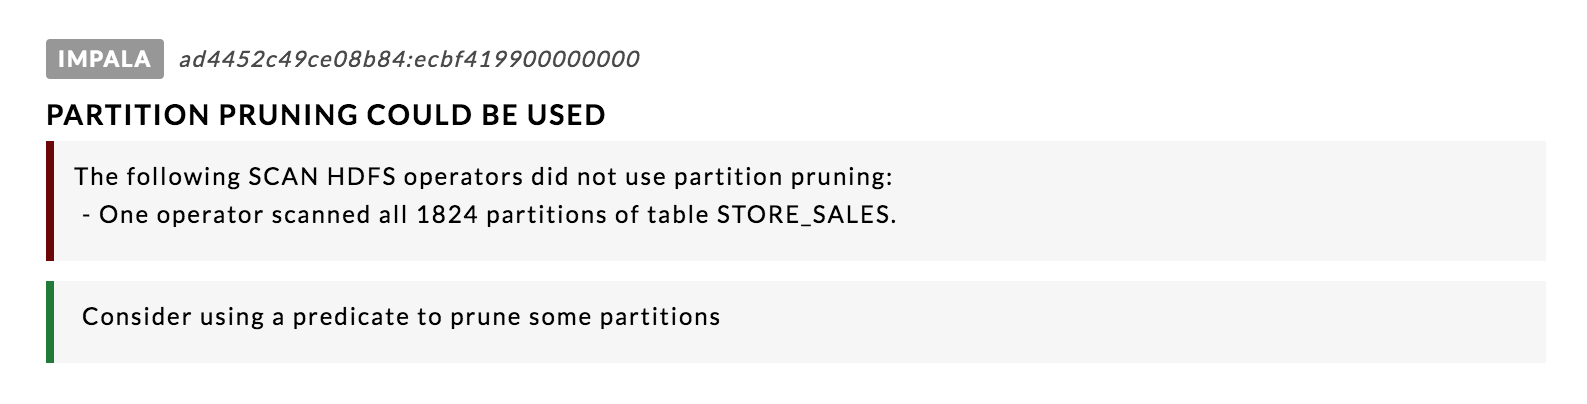 IMPALA ad4452c49ce08b84:ecbf419900000000
PARTITION PRUNING COULD BE USED
The following SCAN HDFS operators did not use partition pruning:
- One operator scanned all 1824 partitions of table STORE_SALES.
Consider using a predicate to prune some partitions